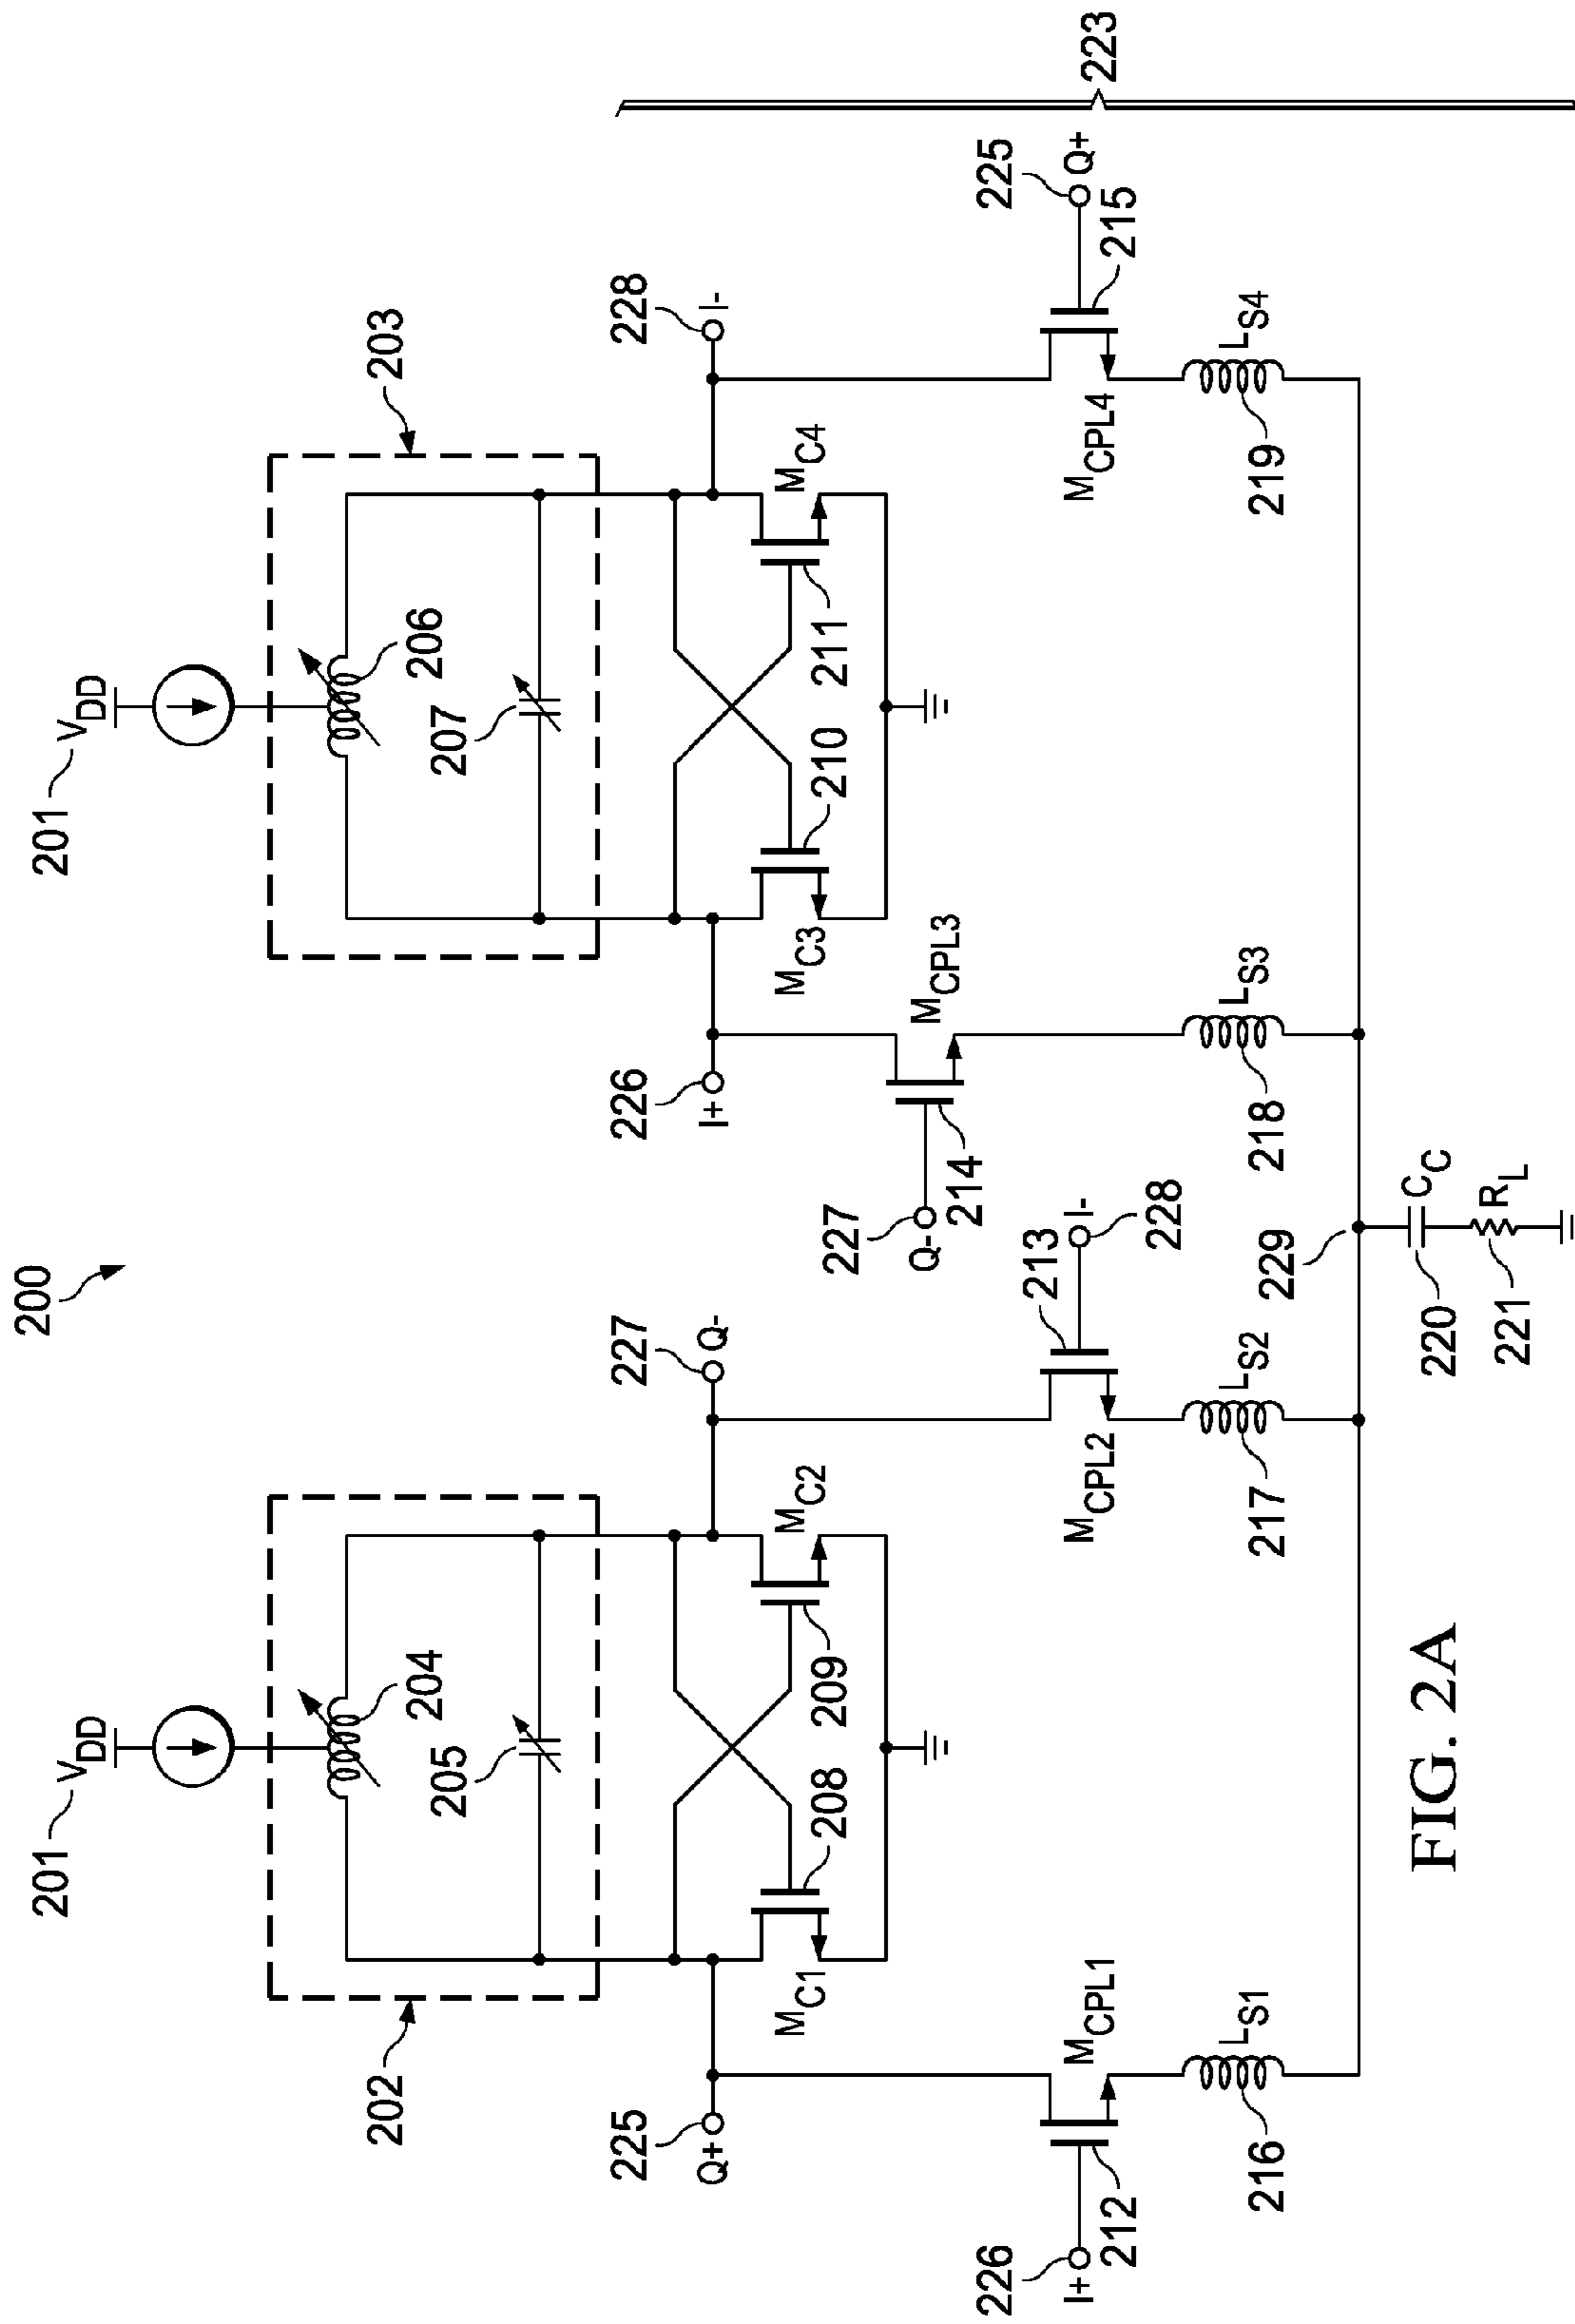 200
201 VDD
201 VDD
202
203
204
205
206
207
225 Q+
227 Q-
226 I+
228 I-
MC1
208
209
MC2
MC3
210
211
MC4
226 I+
212
MCPL1
MCPL2
213
I- 228
227 Q-
214
MCPL3
MCPL4
215
225 Q+
216
LS1
217
LS2
218
LS3
219
LS4
229
220
CC
221
RL
223
FIG. 2A